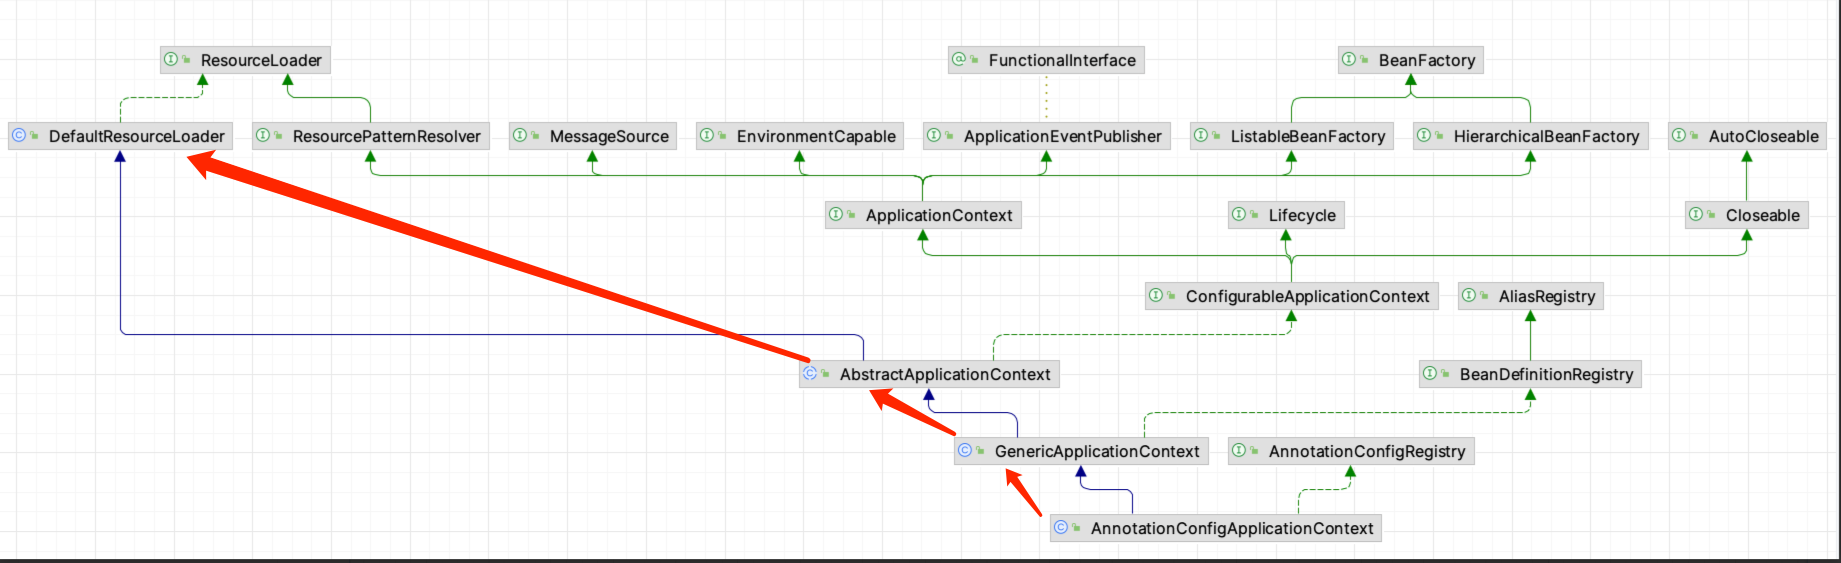 ResourceLoader
FunctionalInterface
BeanFactory
DefaultResourceLoader
ResourcePatternResolver
MessageSource
EnvironmentCapable
ApplicationEventPublisher
ListableBeanFactory
HierarchicalBeanFactory
AutoCloseable
ApplicationContext
Lifecycle
Closeable
ConfigurableApplicationContext
AliasRegistry
AbstractApplicationContext
BeanDefinitionRegistry
GenericApplicationContext
AnnotationConfigRegistry
AnnotationConfigApplicationContext